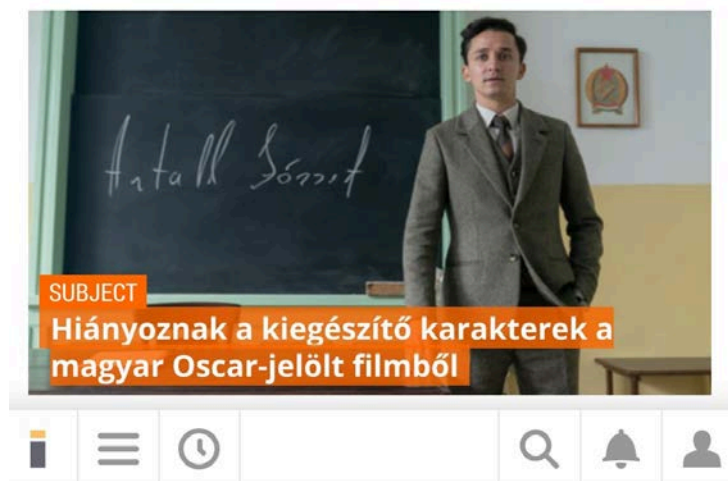 Antall József
SUBJECT
Hiányoznak a kiegészítő karakterek a
magyar Oscar-jelölt filmből